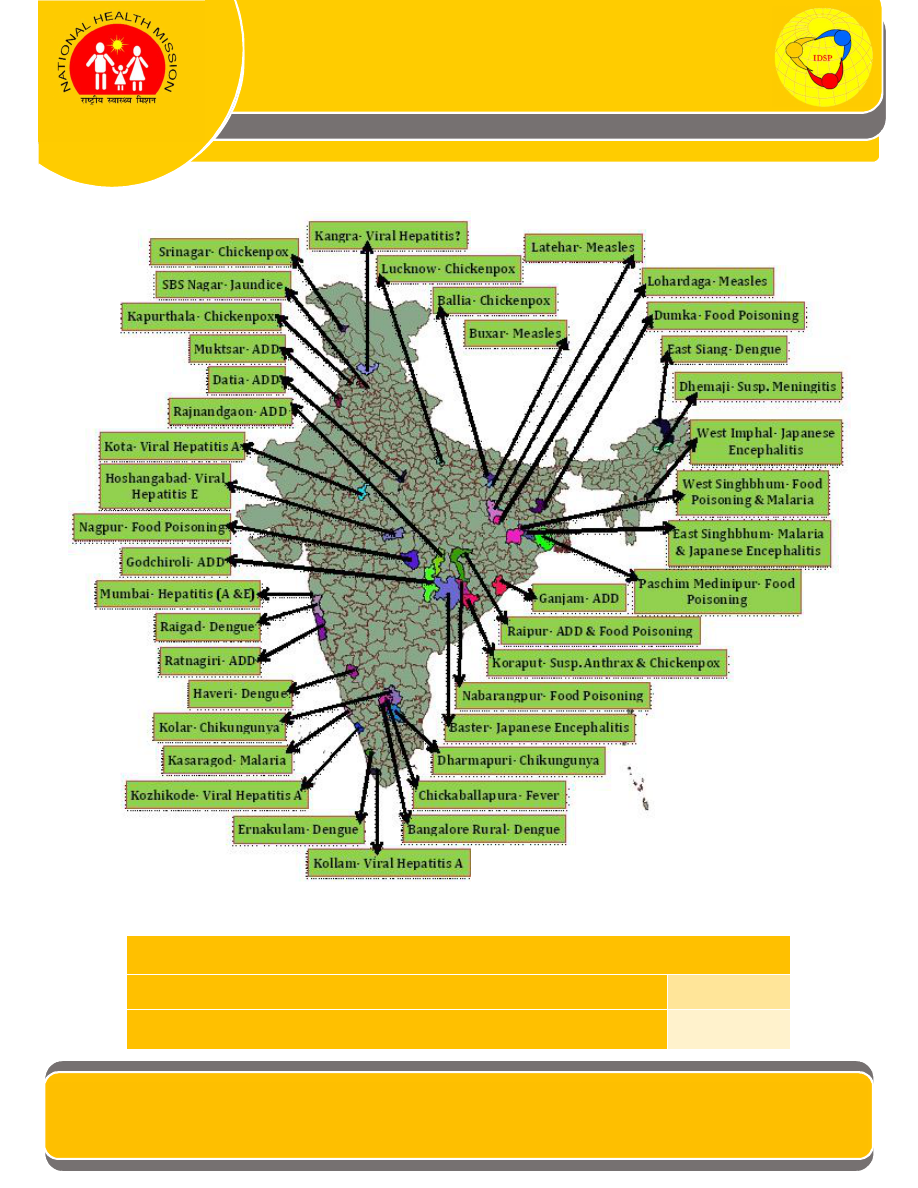 NATIONAL HEALTH MISSION
राष्ट्रीय स्वास्थ्य मिशन
IDSP
Kangra- Viral Hepatitis?
Srinagar- Chickenpox
Latehar- Measles
Lucknow- Chickenpox
SBS Nagar- Jaundice
Lohardaga- Measles
Ballia- Chickenpox
Kapurthala- Chickenpox
Dumka- Food Poisoning
Buxar- Measles
Muktsar- ADD
East Siang- Dengue
Datia- ADD
Dhemaji- Susp. Meningitis
Rajnandgaon- ADD
West Imphal- Japanese
Encephalitis
Kota- Viral Hepatitis A
Hoshangabad- Viral
Hepatitis E
West Singhbhum- Food
Poisoning & Malaria
Nagpur- Food Poisoning
East Singhbhum- Malaria
& Japanese Encephalitis
Godchiroli- ADD
Paschim Medinipur- Food
Poisoning
Mumbai- Hepatitis (A &E)
Ganjam- ADD
Raigad- Dengue
Raipur- ADD & Food Poisoning
Ratnagiri- ADD
Koraput- Susp. Anthrax & Chickenpox
Haveri- Dengue
Nabarangpur- Food Poisoning
Kolar- Chikungunya
Baster- Japanese Encephalitis
Kasaragod- Malaria
Dharmapuri- Chikungunya
Kozhikode- Viral Hepatitis A
Chickaballapura- Fever
Ernakulam- Dengue
Bangalore Rural- Dengue
Kollam- Viral Hepatitis A